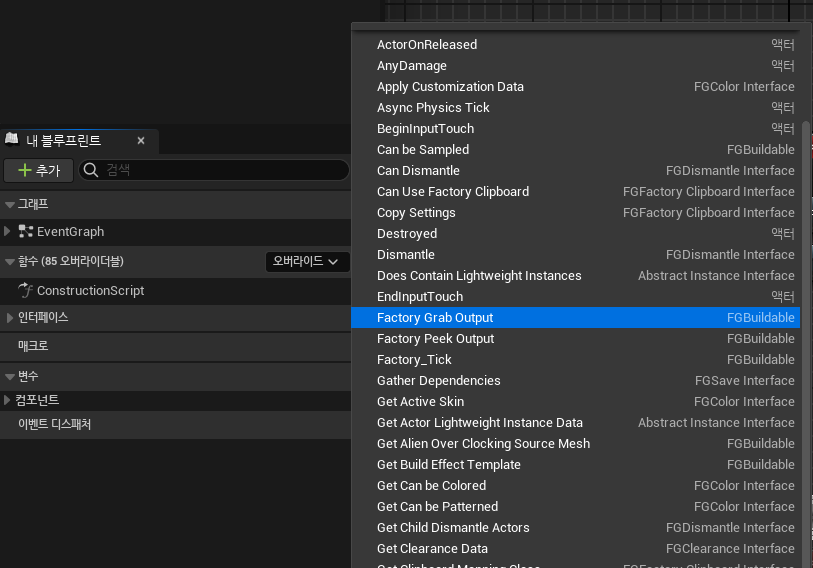 내 블루프린트
추가
검색
그래프
EventGraph
함수 (85 오버라이더블)
오버라이드
ConstructionScript
인터페이스
매크로
변수
컴포넌트
이벤트 디스패처
ActorOnReleased 액터
AnyDamage 액터
Apply Customization Data FGColor Interface
Async Physics Tick 액터
BeginInputTouch 액터
Can be Sampled FGBuildable
Can Dismantle FGDismantle Interface
Can Use Factory Clipboard FGFactory Clipboard Interface
Copy Settings FGFactory Clipboard Interface
Destroyed 액터
Dismantle FGDismantle Interface
Does Contain Lightweight Instances Abstract Instance Interface
EndInputTouch 액터
Factory Grab Output FGBuildable
Factory Peek Output FGBuildable
Factory_Tick FGBuildable
Gather Dependencies FGSave Interface
Get Active Skin FGColor Interface
Get Actor Lightweight Instance Data Abstract Instance Interface
Get Alien Over Clocking Source Mesh FGBuildable
Get Build Effect Template FGBuildable
Get Can be Colored FGColor Interface
Get Can be Patterned FGColor Interface
Get Child Dismantle Actors FGDismantle Interface
Get Clearance Data FGClearance Interface
Get Clipboard Mapping Class FGFactory Clipboard Interface